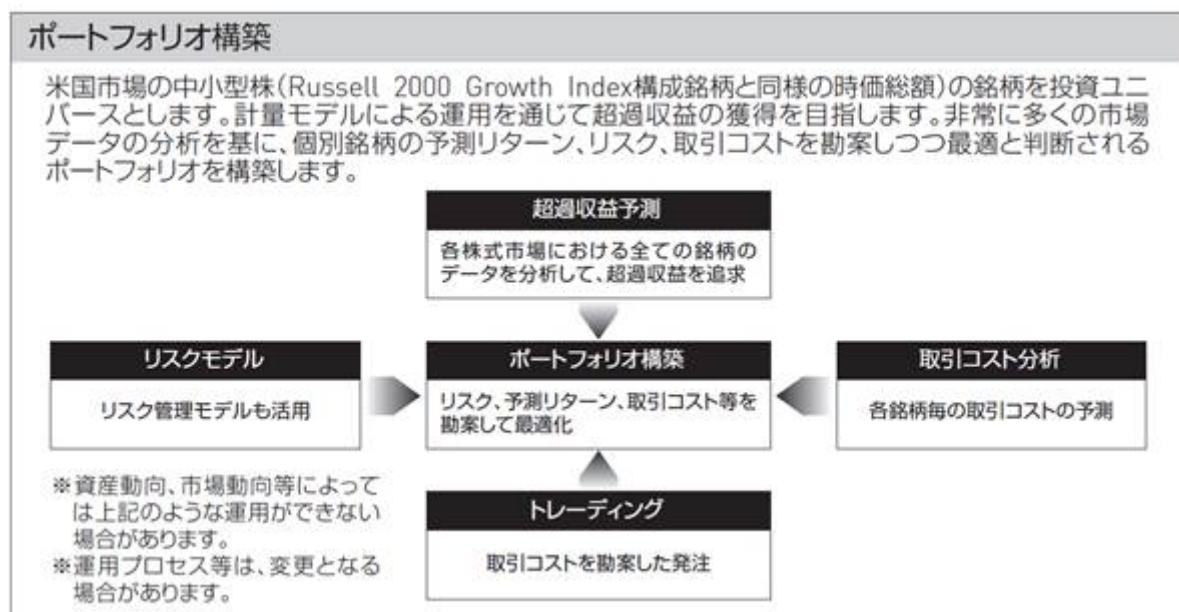 ポートフォリオ構築
米国市場の中小型株(Russell 2000 Growth Index構成銘柄と同様の時価総額)の銘柄を投資ユニ
バースとします。計量モデルによる運用を通じて超過収益の獲得を目指します。非常に多くの市場
データの分析を基に、個別銘柄の予測リターン、リスク、取引コストを勘案しつつ最適と判断される
ポートフォリオを構築します。
超過収益予測
各株式市場における全ての銘柄の
データを分析して、超過収益を追求
リスクモデル
リスク管理モデルも活用
ポートフォリオ構築
リスク、予測リターン、取引コスト等を
勘案して最適化
取引コスト分析
各銘柄毎の取引コストの予測
トレーディング
取引コストを勘案した発注
※資産動向、市場動向等によって
は上記のような運用ができない
場合があります。
※運用プロセス等は、変更となる
場合があります。